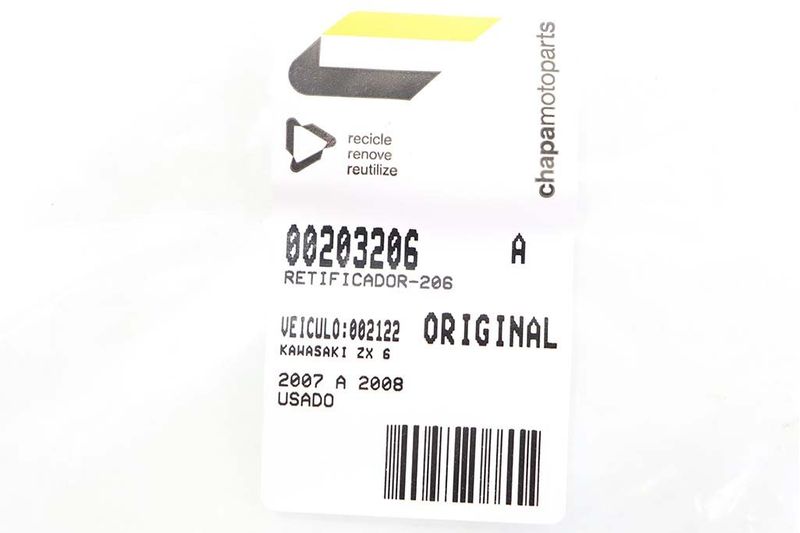 chapamotoparts
recicle
renove
reutilize
00203206 A
RETIFICADOR-206
VEICULO:002122 ORIGINAL
KAWASAKI ZX 6
2007 A 2008
USADO